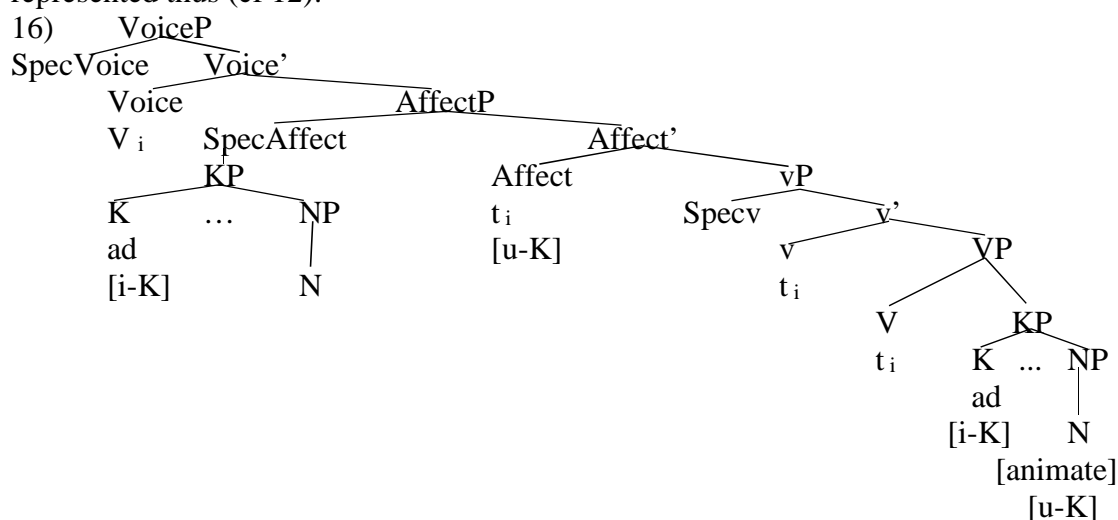 represented thus (cf 12):
16) VoiceP
SpecVoice Voice’
Voice AffectP
V i SpecAffect Affect’
KP Affect vP
K … NP t i Specv v’
ad [u-K] v VP
[i-K] N t i
V KP
t i K ... NP
ad
[i-K] N
[animate]
[u-K]